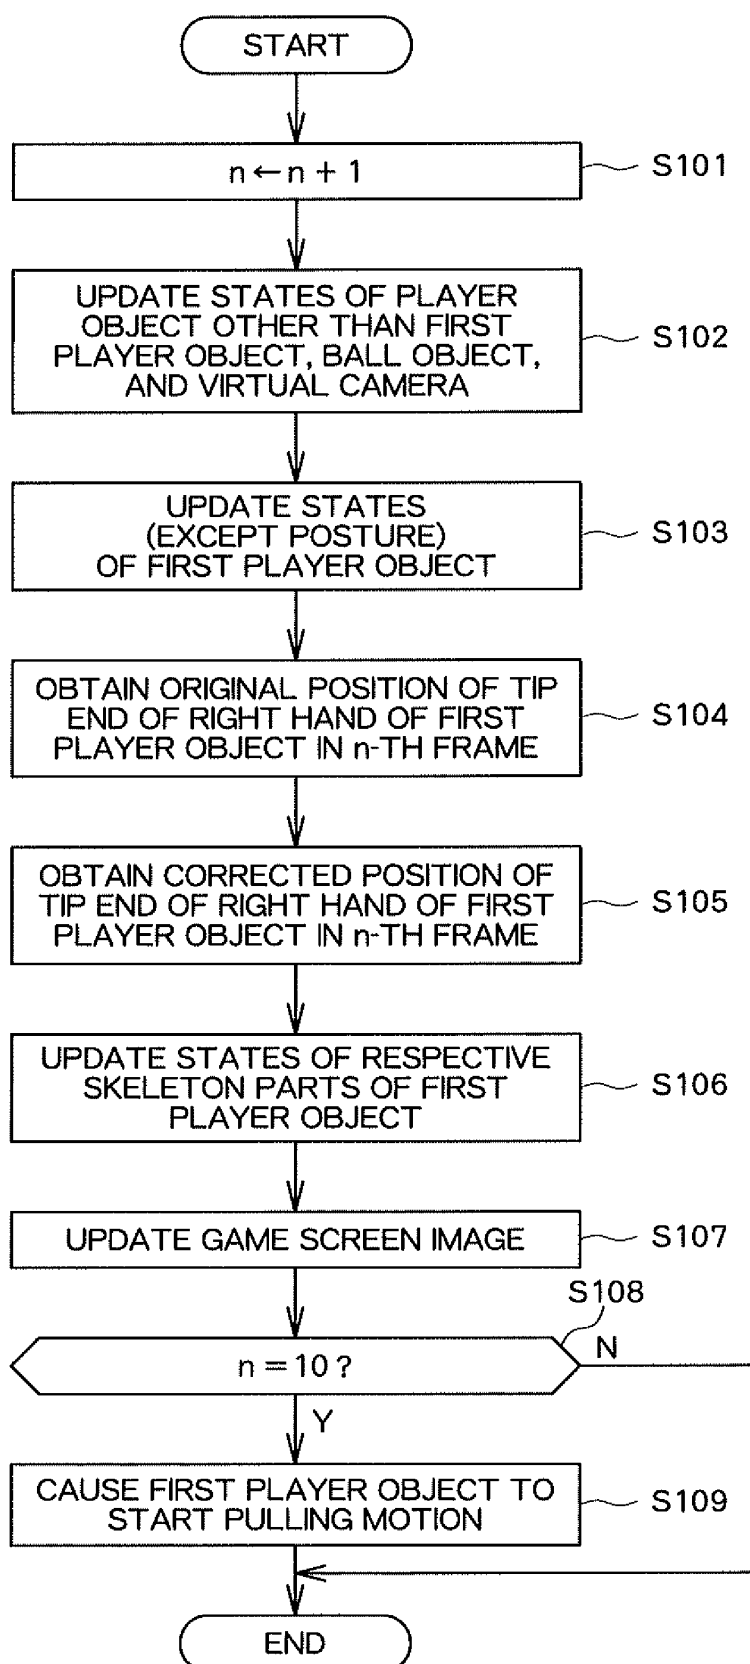 START
n←n + 1
S101
UPDATE STATES OF PLAYER
OBJECT OTHER THAN FIRST
PLAYER OBJECT, BALL OBJECT,
AND VIRTUAL CAMERA
S102
UPDATE STATES
(EXCEPT POSTURE)
OF FIRST PLAYER OBJECT
S103
OBTAIN ORIGINAL POSITION OF TIP
END OF RIGHT HAND OF FIRST
PLAYER OBJECT IN n-TH FRAME
S104
OBTAIN CORRECTED POSITION OF
TIP END OF RIGHT HAND OF FIRST
PLAYER OBJECT IN n-TH FRAME
S105
UPDATE STATES OF RESPECTIVE
SKELETON PARTS OF FIRST
PLAYER OBJECT
S106
UPDATE GAME SCREEN IMAGE
S107
S108
n = 10 ?
N
Y
CAUSE FIRST PLAYER OBJECT TO
START PULLING MOTION
S109
END